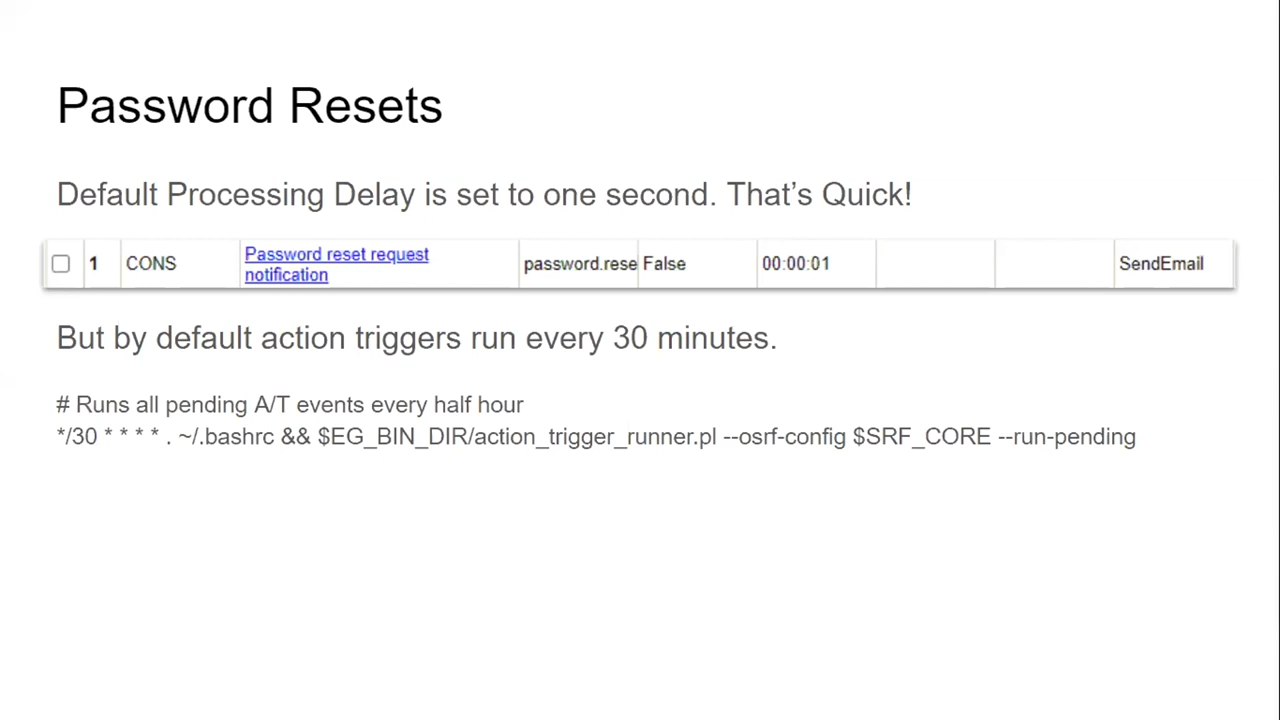 Password Resets
Default Processing Delay is set to one second. That's Quick!
1 CONS Password reset request password.rese False 00:00:01 SendEmail
notification
But by default action triggers run every 30 minutes.
# Runs all pending A/T events every half hour
*/30 * * * * . ~/.bashrc && $EG_BIN_DIR/action_trigger_runner.pl --osrf-config $SRF_CORE --run-pending